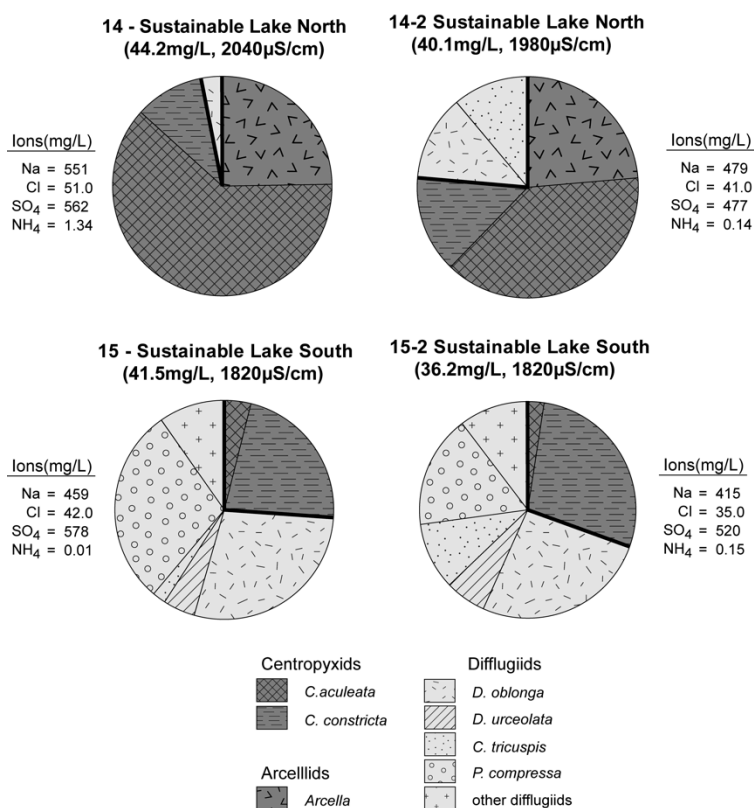 14 - Sustainable Lake North
(44.2mg/L, 2040µS/cm)
14-2 Sustainable Lake North
(40.1mg/L, 1980µS/cm)
Ions(mg/L)
Na = 551
Cl = 51.0
SO4 = 562
NH4 = 1.34
Ions(mg/L)
Na = 479
Cl = 41.0
SO4 = 477
NH4 = 0.14
15 - Sustainable Lake South
(41.5mg/L, 1820µS/cm)
15-2 Sustainable Lake South
(36.2mg/L, 1820µS/cm)
Ions(mg/L)
Na = 459
Cl = 42.0
SO4 = 578
NH4 = 0.01
Ions(mg/L)
Na = 415
Cl = 35.0
SO4 = 520
NH4 = 0.15
Centropyxids
C.aculeata
C. constricta
Arcelllids
Arcella
Difflugiids
D. oblonga
D. urceolata
C. tricuspis
P. compressa
other difflugiids